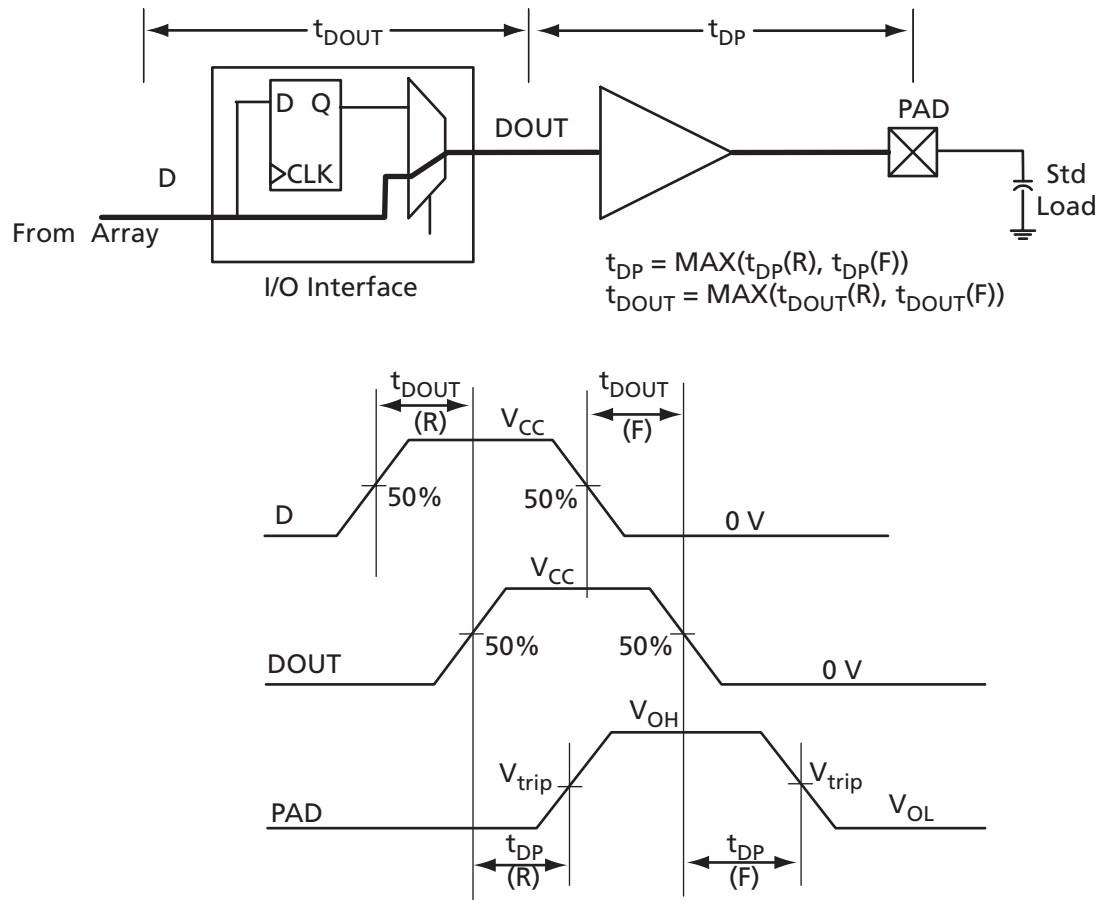 tDOUT
tDP
D Q
CLK
D
From Array
I/O Interface
DOUT
PAD
Std
Load
tDP = MAX(tDP(R), tDP(F))
tDOUT = MAX(tDOUT(R), tDOUT(F))
tDOUT
(R)
tDOUT
(F)
VCC
50%
50%
D
0 V
VCC
50%
50%
DOUT
0 V
VOH
Vtrip
Vtrip
PAD
VOL
tDP
(R)
tDP
(F)